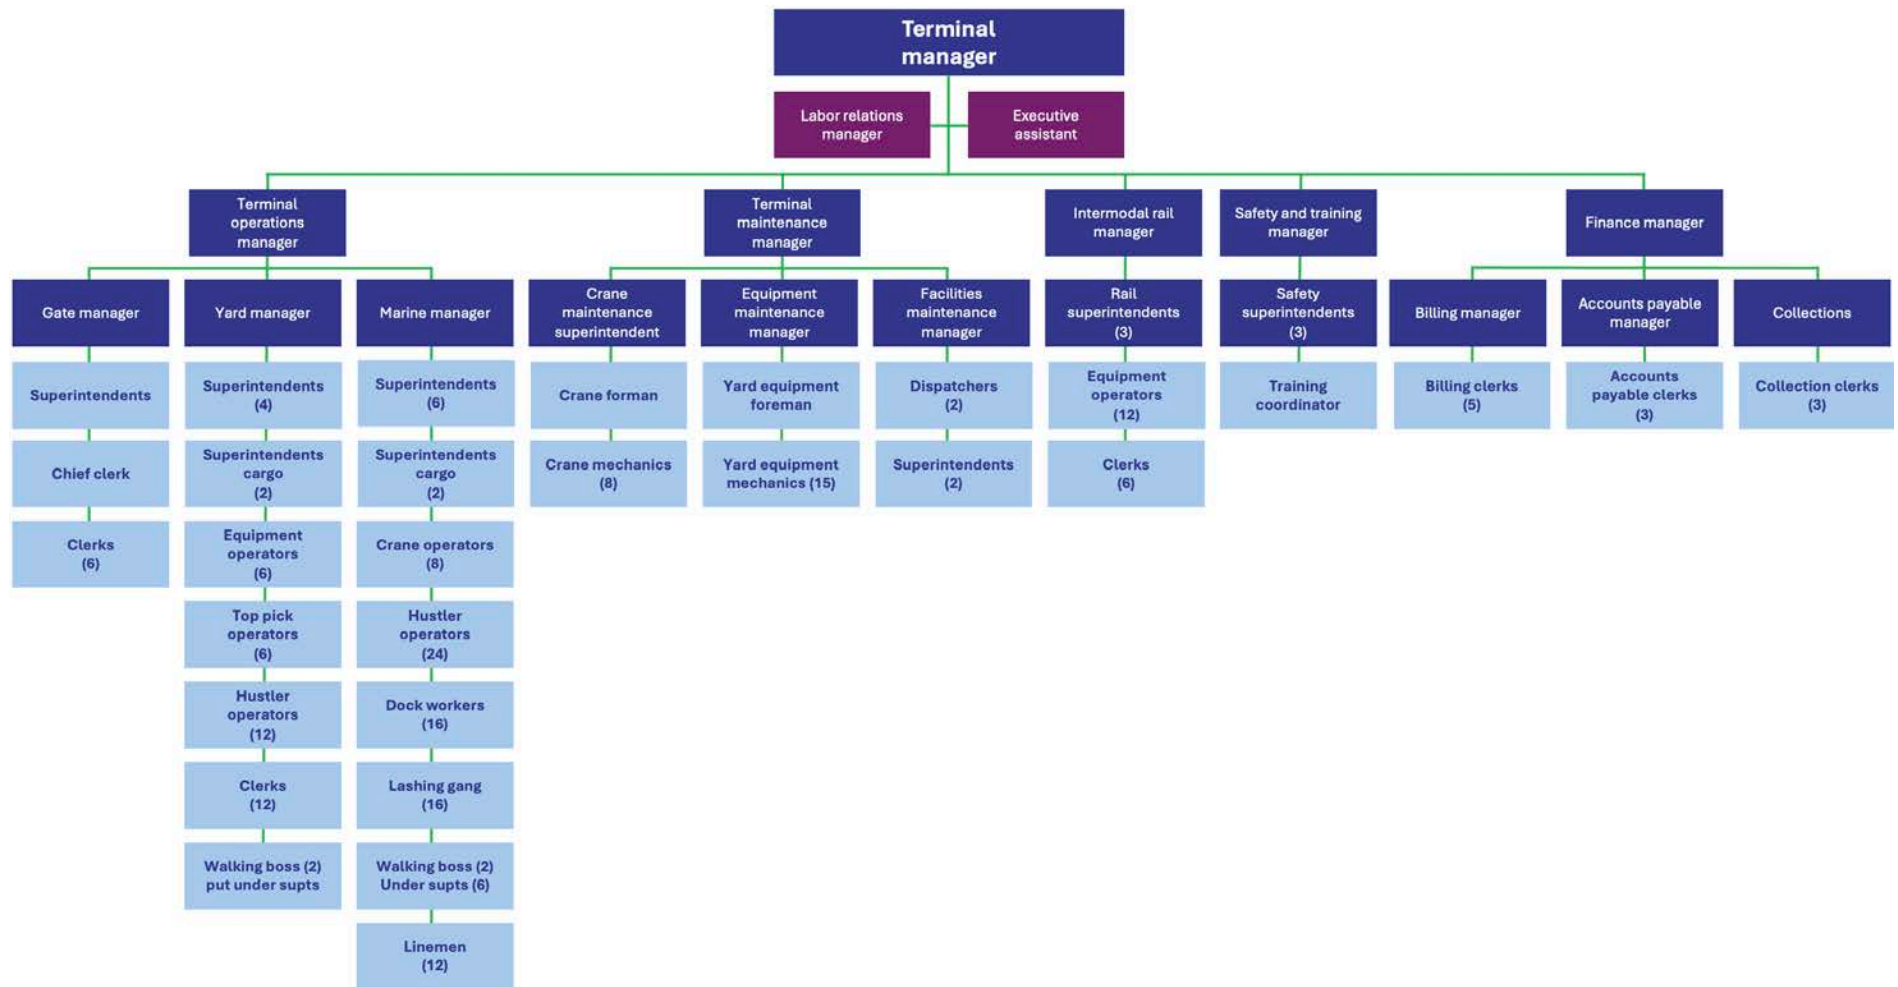 Terminal
manager
Labor relations
manager
Executive
assistant
Terminal
operations
manager
Terminal
maintenance
manager
Intermodal rail
manager
Safety and training
manager
Finance manager
Gate manager
Yard manager
Marine manager
Crane
maintenance
superintendent
Equipment
maintenance
manager
Facilities
maintenance
manager
Rail
superintendents
(3)
Safety
superintendents
(3)
Billing manager
Accounts payable
manager
Collections
Superintendents
Superintendents
(4)
Superintendents
(6)
Crane forman
Yard equipment
foreman
Dispatchers
(2)
Equipment
operators
(12)
Training
coordinator
Billing clerks
(5)
Accounts
payable clerks
(3)
Collection clerks
(3)
Chief clerk
Superintendents
cargo
(2)
Superintendents
cargo
(2)
Crane mechanics
(8)
Yard equipment
mechanics (15)
Superintendents
(2)
Clerks
(6)
Clerks
(6)
Equipment
operators
(6)
Crane operators
(8)
Top pick
operators
(6)
Hustler
operators
(24)
Hustler
operators
(12)
Dock workers
(16)
Clerks
(12)
Lashing gang
(16)
Walking boss (2)
put under supts
Walking boss (2)
Under supts (6)
Linemen
(12)